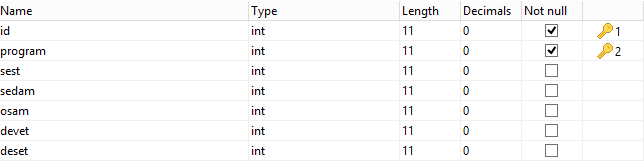 Name Type Length Decimals Not null
id int 11 0 1
program int 11 0 2
sest int 11 0
sedam int 11 0
osam int 11 0
devet int 11 0
deset int 11 0